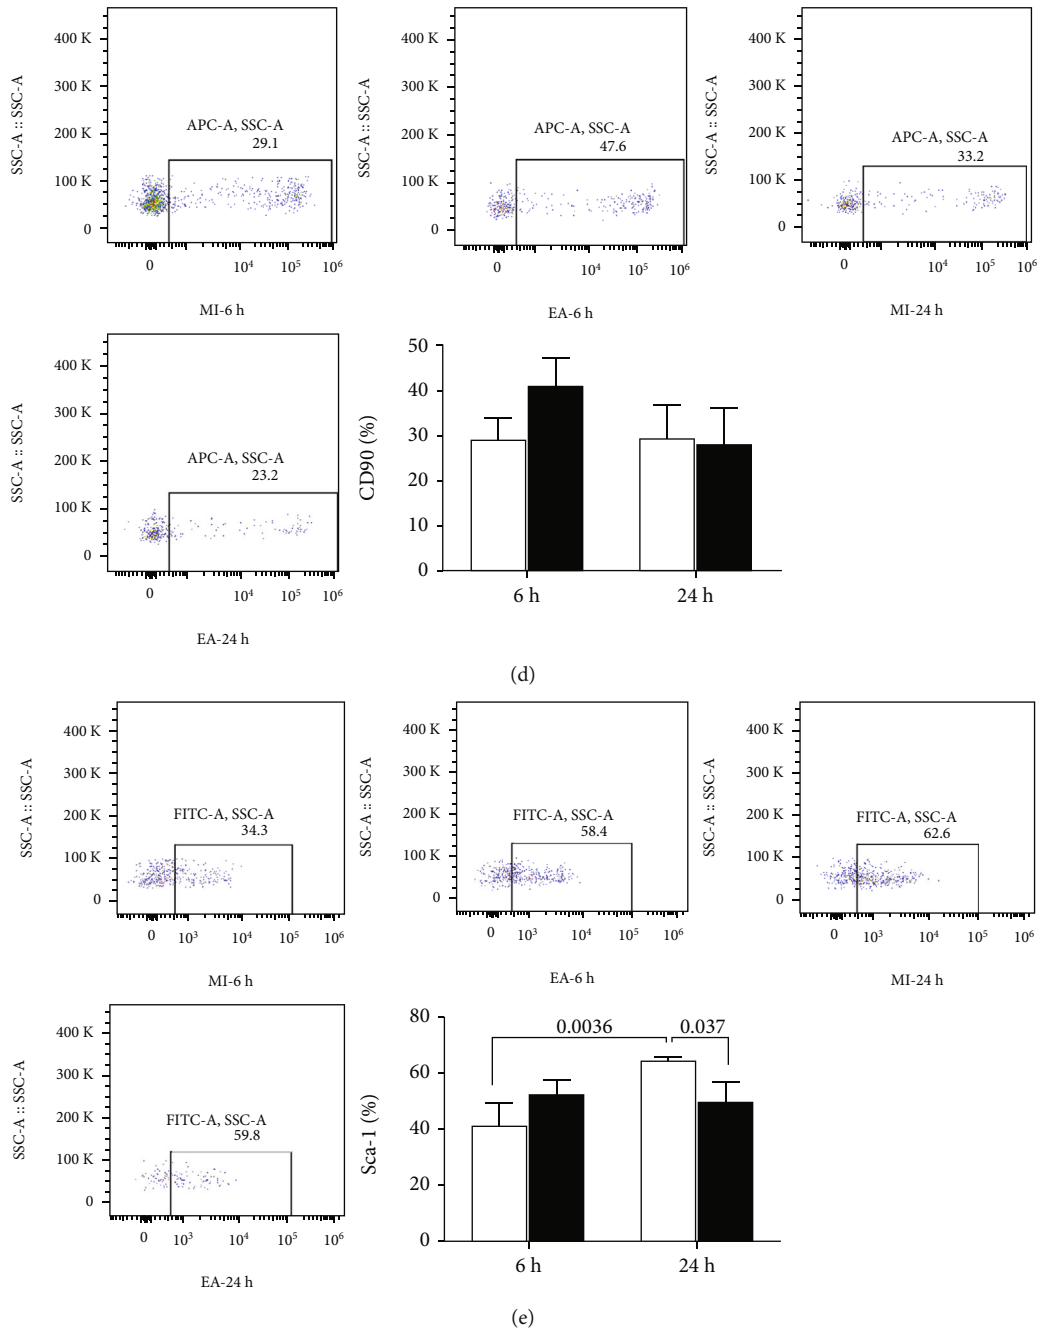 400 K
300 K
200 K
100 K
0
SSC-A :: SSC-A
APC-A, SSC-A
29.1
0 10⁴ 10⁵ 10⁶
MI-6 h
400 K
300 K
200 K
100 K
0
SSC-A :: SSC-A
APC-A, SSC-A
47.6
0 10⁴ 10⁵ 10⁶
EA-6 h
400 K
300 K
200 K
100 K
0
SSC-A :: SSC-A
APC-A, SSC-A
33.2
0 10⁴ 10⁵ 10⁶
MI-24 h
400 K
300 K
200 K
100 K
0
SSC-A :: SSC-A
APC-A, SSC-A
23.2
0 10⁴ 10⁵ 10⁶
EA-24 h
50
40
30
20
10
0
CD90 (%)
6 h 24 h
(d)
400 K
300 K
200 K
100 K
0
SSC-A :: SSC-A
FITC-A, SSC-A
34.3
0 10³ 10⁴ 10⁵ 10⁶
MI-6 h
400 K
300 K
200 K
100 K
0
SSC-A :: SSC-A
FITC-A, SSC-A
58.4
0 10³ 10⁴ 10⁵ 10⁶
EA-6 h
400 K
300 K
200 K
100 K
0
SSC-A :: SSC-A
FITC-A, SSC-A
62.6
0 10³ 10⁴ 10⁵ 10⁶
MI-24 h
400 K
300 K
200 K
100 K
0
SSC-A :: SSC-A
FITC-A, SSC-A
59.8
0 10³ 10⁴ 10⁵ 10⁶
EA-24 h
80
60
40
20
0
Sca-1 (%)
0.0036 0.037
6 h 24 h
(e)